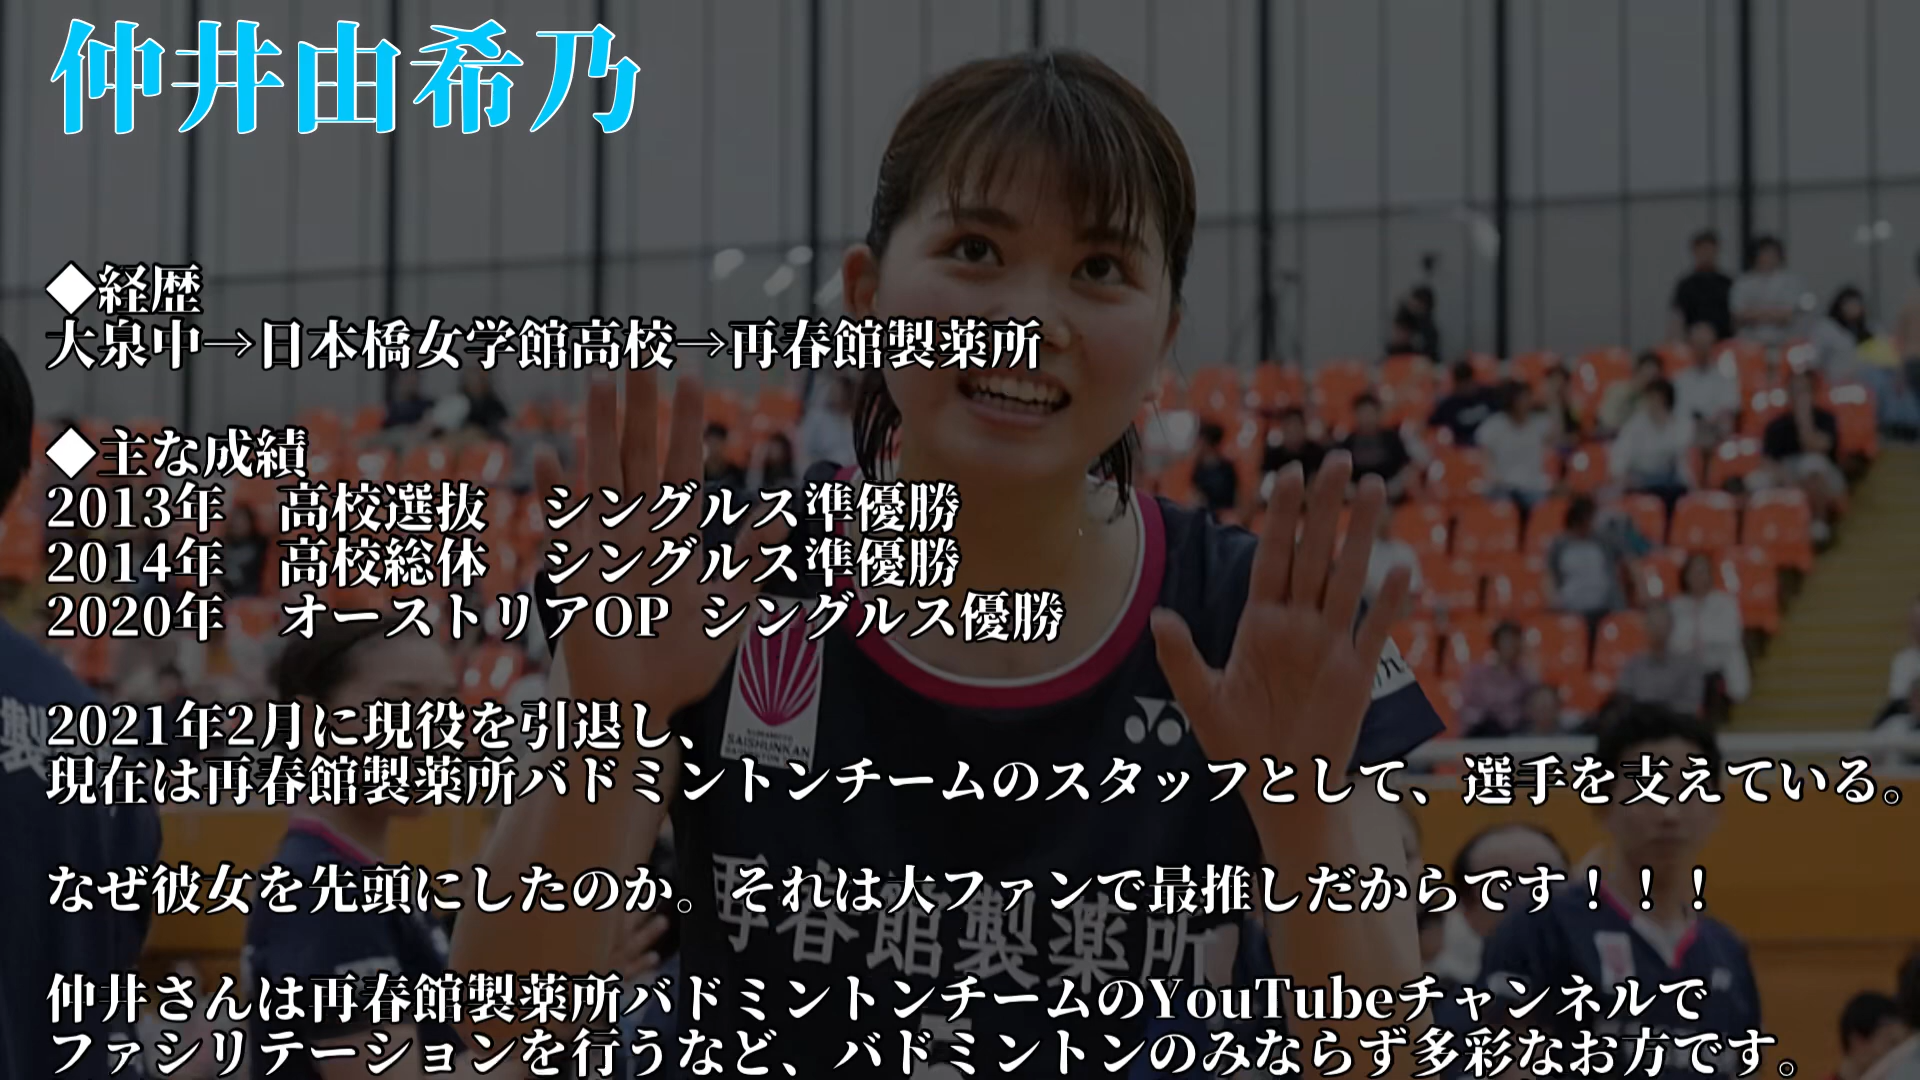 仲井由希乃
◆経歴
大泉中→日本橋女学館高校→再春館製薬所
◆主な成績
2013年　高校選抜　シングルス準優勝
2014年　高校総体　シングルス準優勝
2020年　オーストリアOP シングルス優勝
2021年2月に現役を引退し、
現在は再春館製薬所バドミントンチームのスタッフとして、選手を支えている。
なぜ彼女を先頭にしたのか。それは大ファンで最推しだからです！！！
仲井さんは再春館製薬所バドミントンチームのYouTubeチャンネルで
ファシリテーションを行うなど、バドミントンのみならず多彩なお方です。
SAISHUNKAN
再春館製薬所
製